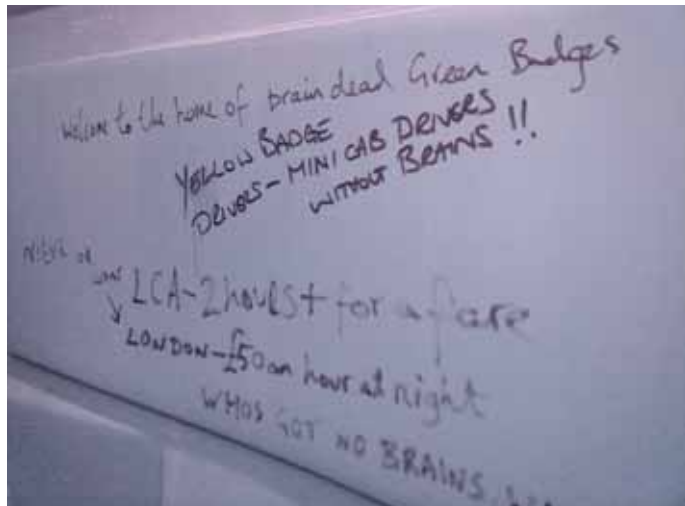 Welcome to the home of brain dead Green Badges
YELLOW BADGE
DRIVERS - MINI CAB DRIVERS
WITHOUT BRAINS !!
LCA - 2 hours + for a fare
LONDON - £50 an hour at night
WHOS GOT NO BRAINS